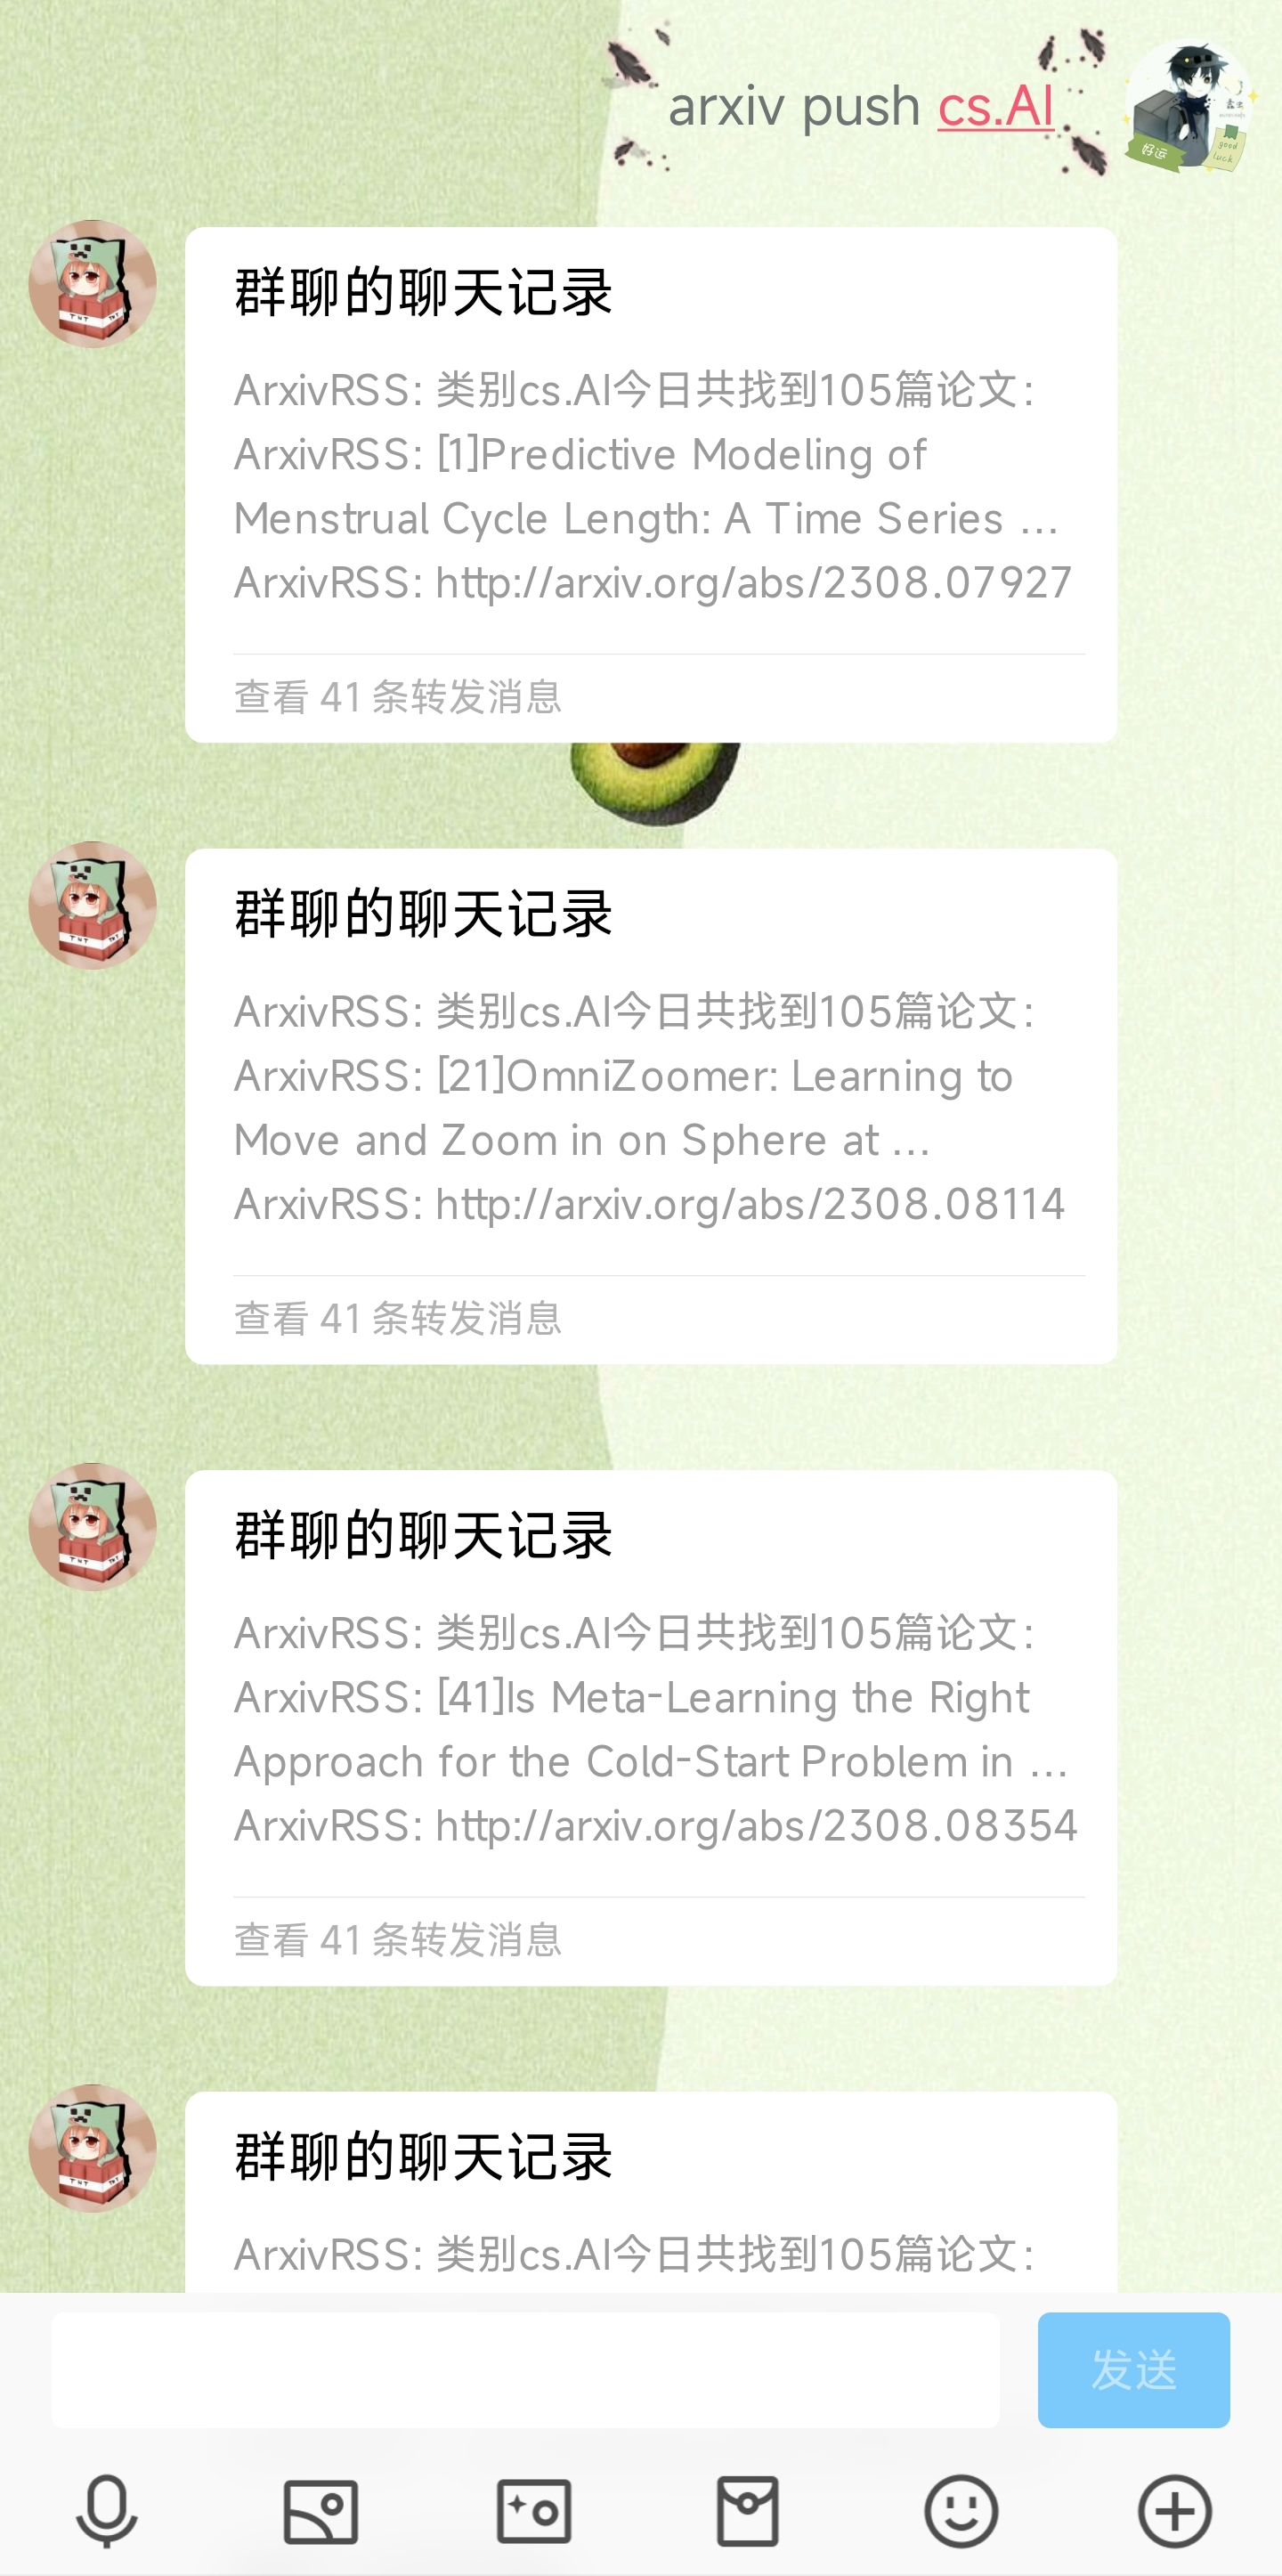 arxiv push cs.AI
好运
good
luck
群聊的聊天记录
ArxivRSS: 类别cs.AI今日共找到105篇论文:
ArxivRSS: [1]Predictive Modeling of
Menstrual Cycle Length: A Time Series ...
ArxivRSS: http://arxiv.org/abs/2308.07927
查看 41 条转发消息
群聊的聊天记录
ArxivRSS: 类别cs.AI今日共找到105篇论文:
ArxivRSS: [21]OmniZoomer: Learning to
Move and Zoom in on Sphere at ...
ArxivRSS: http://arxiv.org/abs/2308.08114
查看 41 条转发消息
群聊的聊天记录
ArxivRSS: 类别cs.AI今日共找到105篇论文:
ArxivRSS: [41]Is Meta-Learning the Right
Approach for the Cold-Start Problem in ...
ArxivRSS: http://arxiv.org/abs/2308.08354
查看 41 条转发消息
群聊的聊天记录
ArxivRSS: 类别cs.AI今日共找到105篇论文:
发送